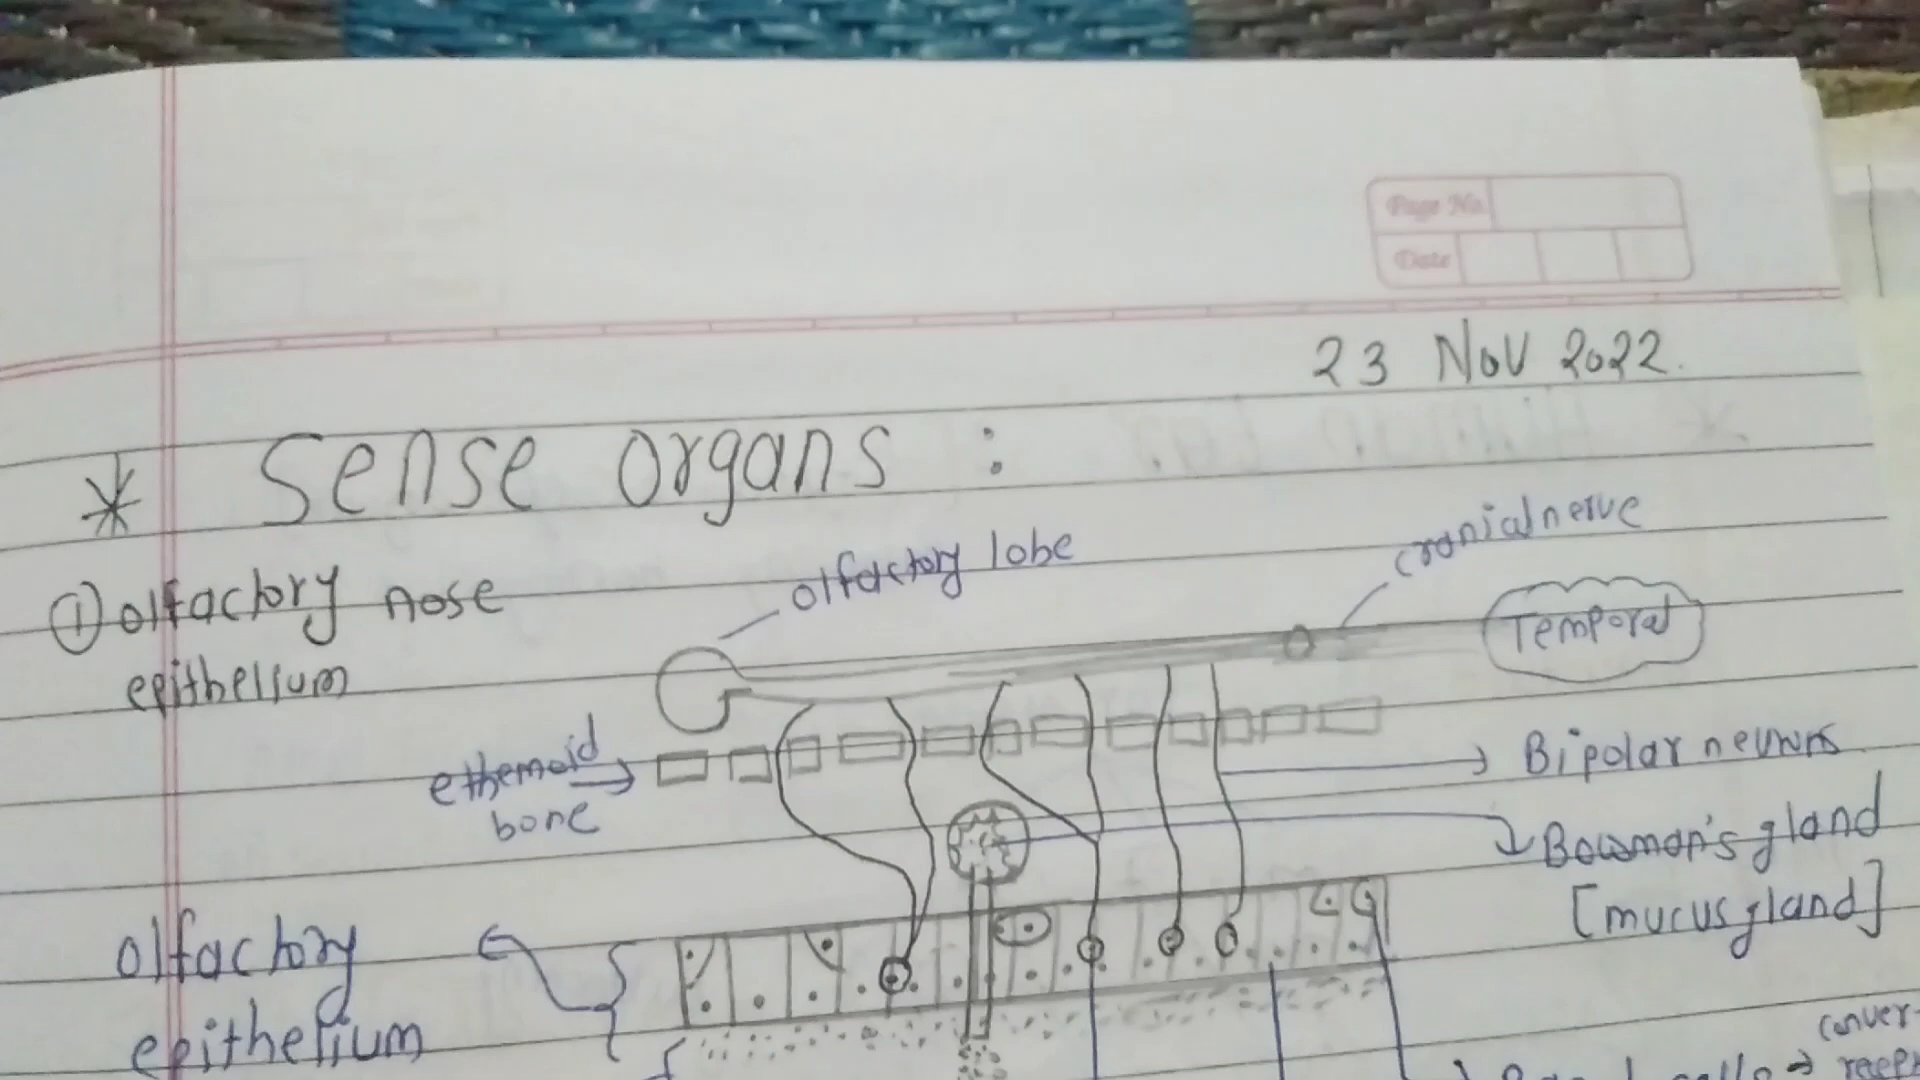 Page No.
Date
23 Nov 2022.
* Sense organs :
① olfactory nose
epithelium
olfactory lobe
cranial nerve
Temporal
ethemoid
bone
Bipolar neurons
Bowman's gland
[mucus gland]
olfactory
epithelium
conver-